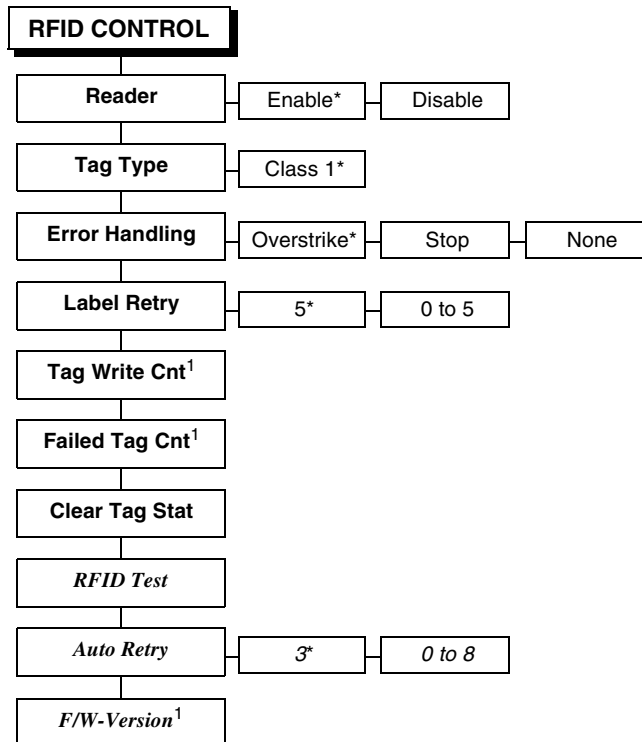 RFID CONTROL
Reader Enable* Disable
Tag Type Class 1*
Error Handling Overstrike* Stop None
Label Retry 5* 0 to 5
Tag Write Cnt1
Failed Tag Cnt1
Clear Tag Stat
RFID Test
Auto Retry 3* 0 to 8
F/W-Version1